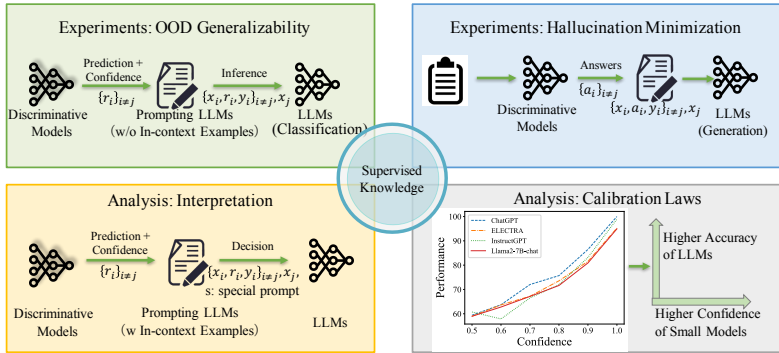 Experiments: OOD Generalizability
Prediction +
Confidence
{r_i}_{i≠j}
Inference
{x_i, r_i, y_i}_{i≠j}, x_j
Discriminative
Models
Prompting LLMs
(w/o In-context Examples)
LLMs
(Classification)
Experiments: Hallucination Minimization
Answers
{a_i}_{i≠j}
{x_i, a_i, y_i}_{i≠j}, x_j
Discriminative
Models
LLMs
(Generation)
Supervised
Knowledge
Analysis: Interpretation
Prediction +
Confidence
{r_i}_{i≠j}
Decision
{x_i, r_i, y_i}_{i≠j}, x_j,
s: special prompt
Discriminative
Models
Prompting LLMs
(w In-context Examples)
LLMs
Analysis: Calibration Laws
ChatGPT
ELECTRA
InstructGPT
Llama2-7B-chat
Performance
100
90
80
70
60
0.5 0.6 0.7 0.8 0.9 1.0
Confidence
Higher Accuracy
of LLMs
Higher Confidence
of Small Models